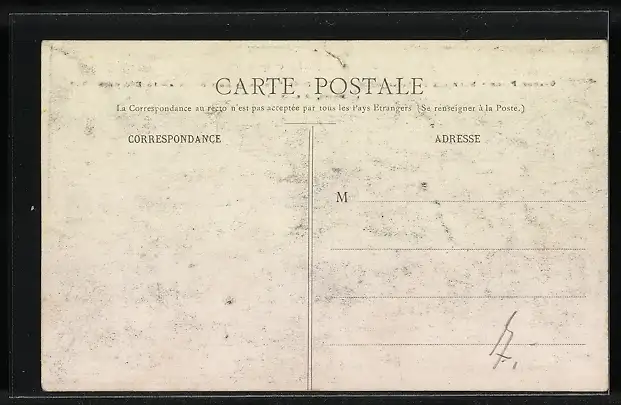 CARTE POSTALE
La Correspondance au recto n'est pas acceptée par tous les Pays Etrangers (Se renseigner à la Poste.)
CORRESPONDANCE
ADRESSE
M